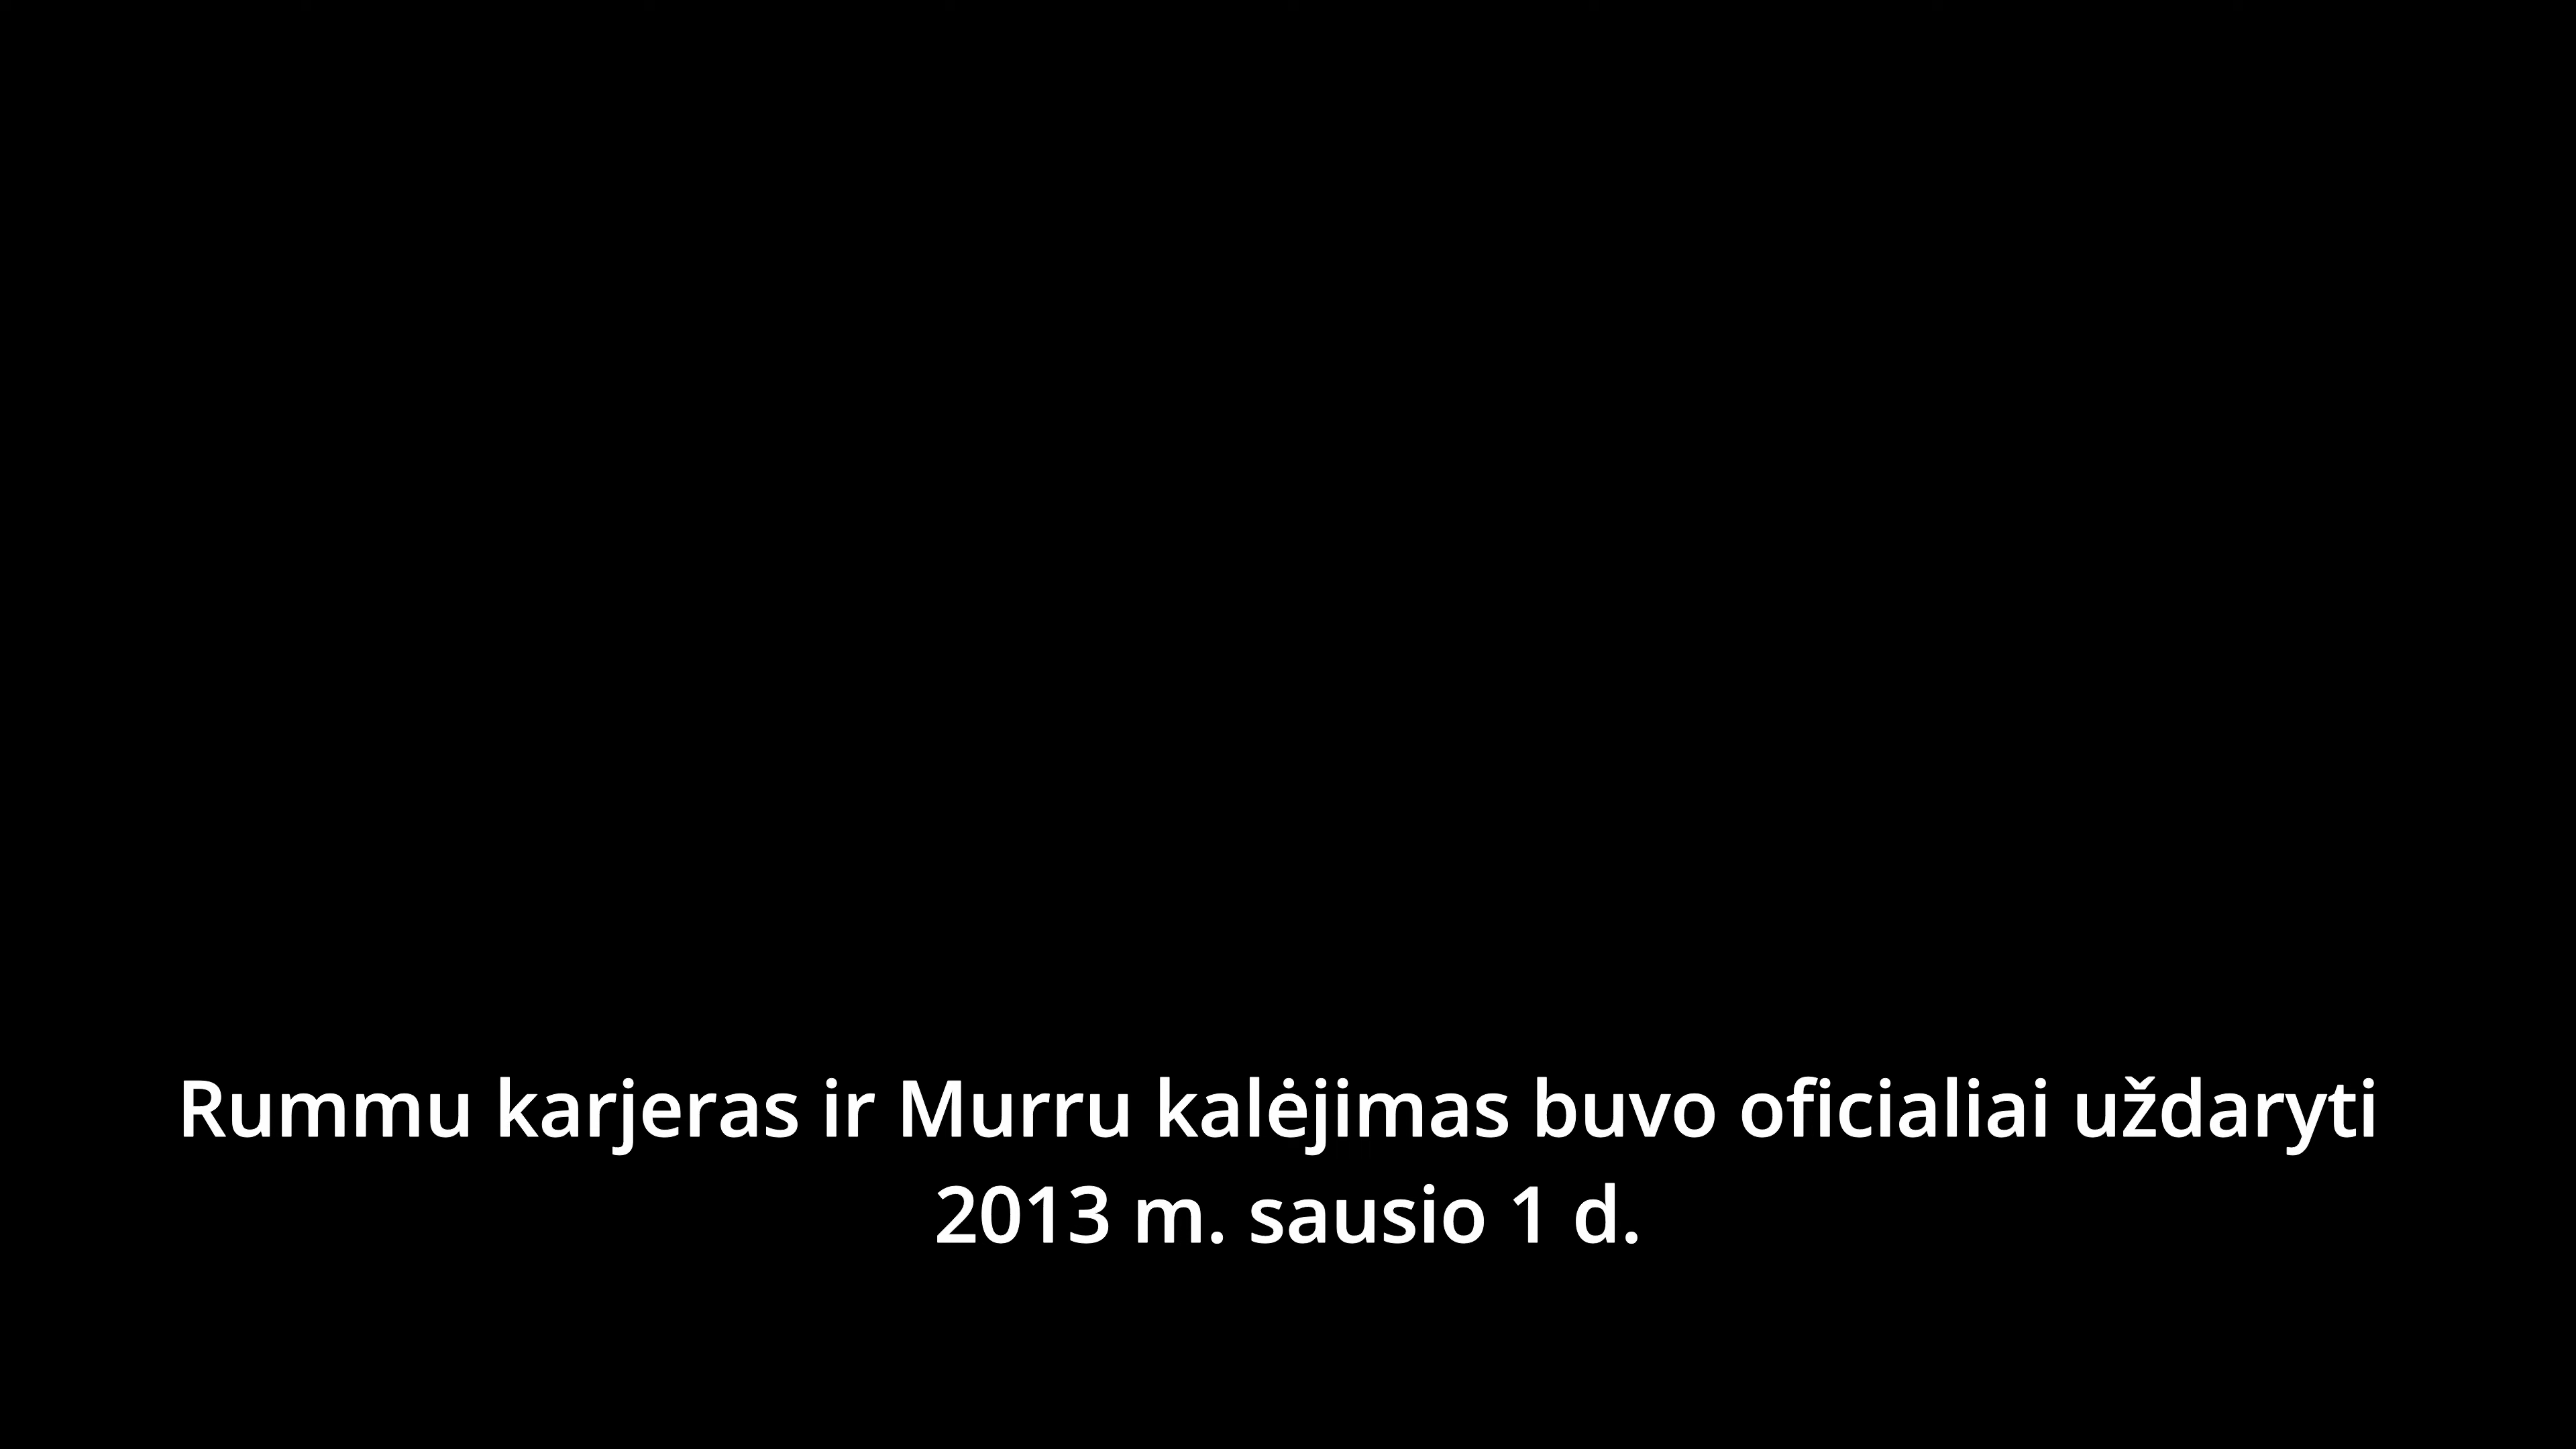 Rummu karjeras ir Murru kalėjimas buvo oficialiai uždaryti
2013 m. sausio 1 d.